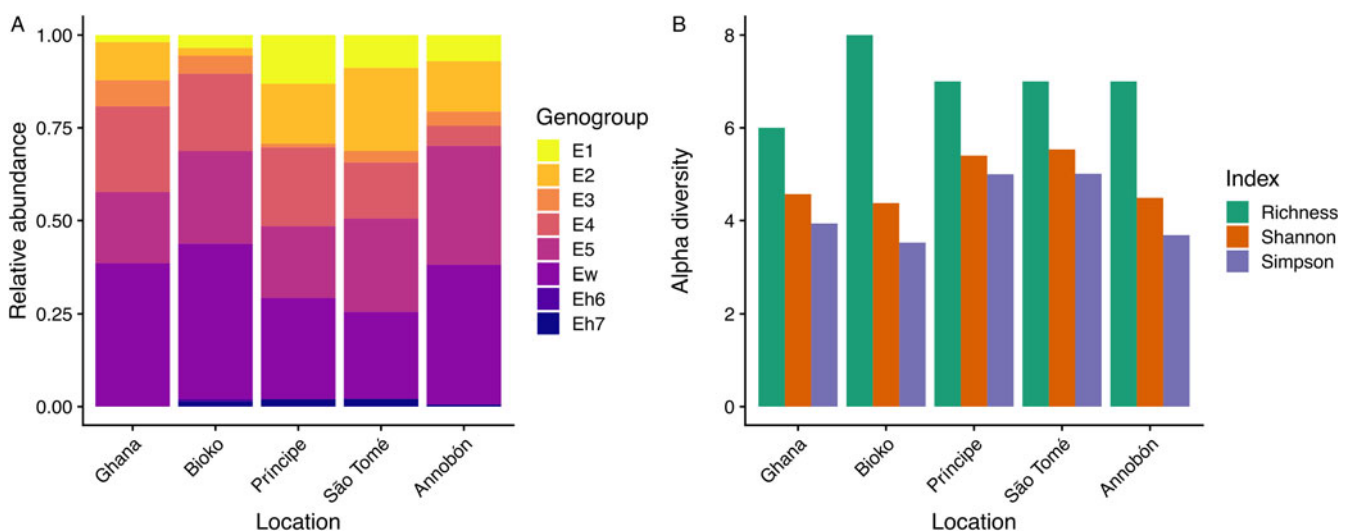 A
Relative abundance
1.00
0.75
0.50
0.25
0.00
Ghana
Bioko
Príncipe
São Tomé
Annobón
Location
Genogroup
E1
E2
E3
E4
E5
Ew
Eh6
Eh7
B
Alpha diversity
8
6
4
2
0
Ghana
Bioko
Príncipe
São Tomé
Annobón
Location
Index
Richness
Shannon
Simpson